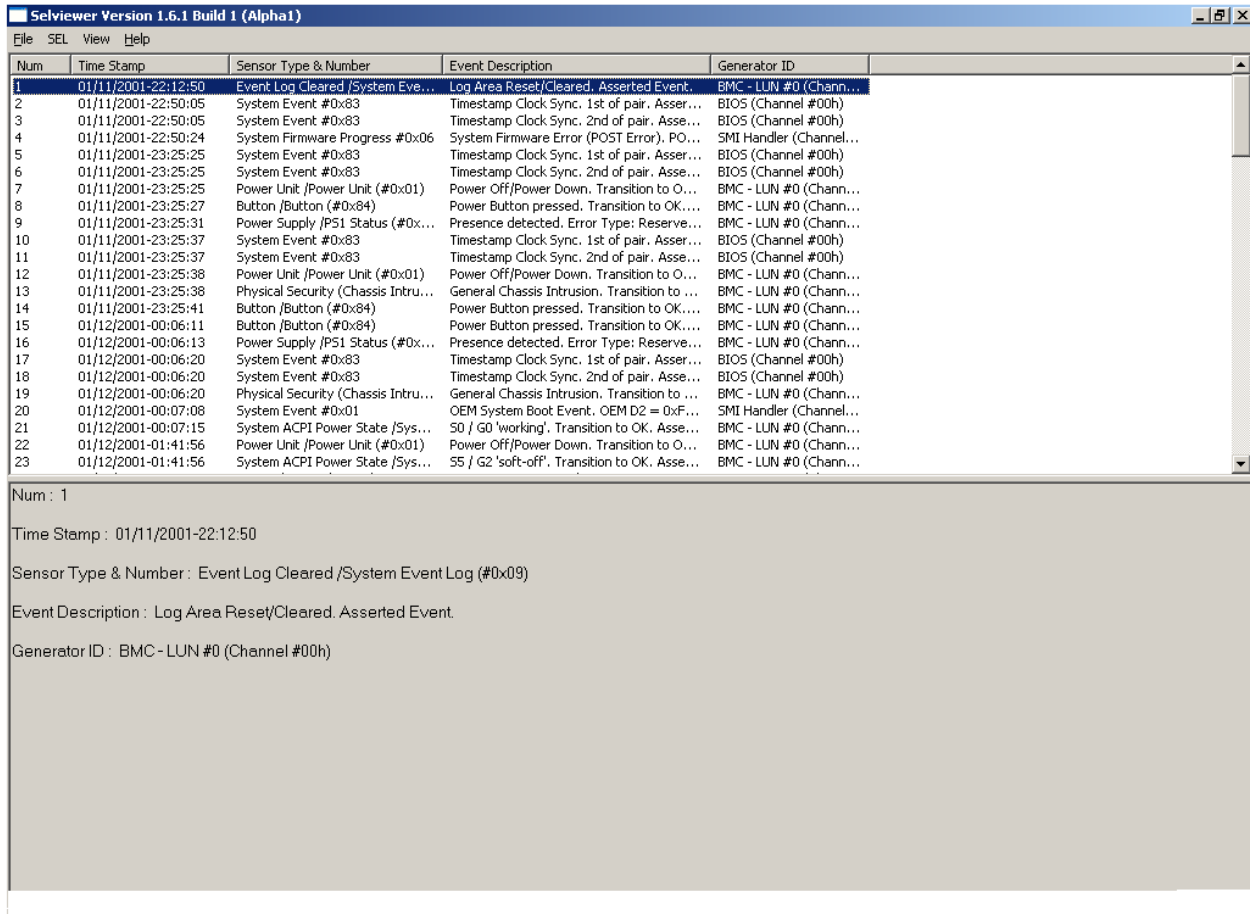 Selviewer Version 1.6.1 Build 1 (Alpha1)
File SEL View Help
Num Time Stamp Sensor Type & Number Event Description Generator ID
1 01/11/2001-22:12:50 Event Log Cleared /System Eve... Log Area Reset/Cleared. Asserted Event. BMC - LUN #0 (Chann...
2 01/11/2001-22:50:05 System Event #0x83 Timestamp Clock Sync. 1st of pair. Asser... BIOS (Channel #00h)
3 01/11/2001-22:50:05 System Event #0x83 Timestamp Clock Sync. 2nd of pair. Asse... BIOS (Channel #00h)
4 01/11/2001-22:50:24 System Firmware Progress #0x06 System Firmware Error (POST Error). PO... SMI Handler (Channel...
5 01/11/2001-23:25:25 System Event #0x83 Timestamp Clock Sync. 1st of pair. Asser... BIOS (Channel #00h)
6 01/11/2001-23:25:25 System Event #0x83 Timestamp Clock Sync. 2nd of pair. Asse... BIOS (Channel #00h)
7 01/11/2001-23:25:25 Power Unit /Power Unit (#0x01) Power Off/Power Down. Transition to O... BMC - LUN #0 (Chann...
8 01/11/2001-23:25:27 Button /Button (#0x84) Power Button pressed. Transition to OK.... BMC - LUN #0 (Chann...
9 01/11/2001-23:25:31 Power Supply /PS1 Status (#0x... Presence detected. Error Type: Reserve... BMC - LUN #0 (Chann...
10 01/11/2001-23:25:37 System Event #0x83 Timestamp Clock Sync. 1st of pair. Asser... BIOS (Channel #00h)
11 01/11/2001-23:25:37 System Event #0x83 Timestamp Clock Sync. 2nd of pair. Asse... BIOS (Channel #00h)
12 01/11/2001-23:25:38 Power Unit /Power Unit (#0x01) Power Off/Power Down. Transition to O... BMC - LUN #0 (Chann...
13 01/11/2001-23:25:38 Physical Security (Chassis Intru... General Chassis Intrusion. Transition to ... BMC - LUN #0 (Chann...
14 01/11/2001-23:25:41 Button /Button (#0x84) Power Button pressed. Transition to OK.... BMC - LUN #0 (Chann...
15 01/12/2001-00:06:11 Button /Button (#0x84) Power Button pressed. Transition to OK.... BMC - LUN #0 (Chann...
16 01/12/2001-00:06:13 Power Supply /PS1 Status (#0x... Presence detected. Error Type: Reserve... BMC - LUN #0 (Chann...
17 01/12/2001-00:06:20 System Event #0x83 Timestamp Clock Sync. 1st of pair. Asser... BIOS (Channel #00h)
18 01/12/2001-00:06:20 System Event #0x83 Timestamp Clock Sync. 2nd of pair. Asse... BIOS (Channel #00h)
19 01/12/2001-00:06:20 Physical Security (Chassis Intru... General Chassis Intrusion. Transition to ... BMC - LUN #0 (Chann...
20 01/12/2001-00:07:08 System Event #0x01 OEM System Boot Event. OEM D2 = 0xF... SMI Handler (Channel...
21 01/12/2001-00:07:15 System ACPI Power State /Sys... S0 / G0 'working'. Transition to OK. Asse... BMC - LUN #0 (Chann...
22 01/12/2001-01:41:56 Power Unit /Power Unit (#0x01) Power Off/Power Down. Transition to O... BMC - LUN #0 (Chann...
23 01/12/2001-01:41:56 System ACPI Power State /Sys... S5 / G2 'soft-off'. Transition to OK. Asse... BMC - LUN #0 (Chann...
Num : 1
Time Stamp : 01/11/2001-22:12:50
Sensor Type & Number : Event Log Cleared /System Event Log (#0x09)
Event Description : Log Area Reset/Cleared. Asserted Event.
Generator ID : BMC - LUN #0 (Channel #00h)